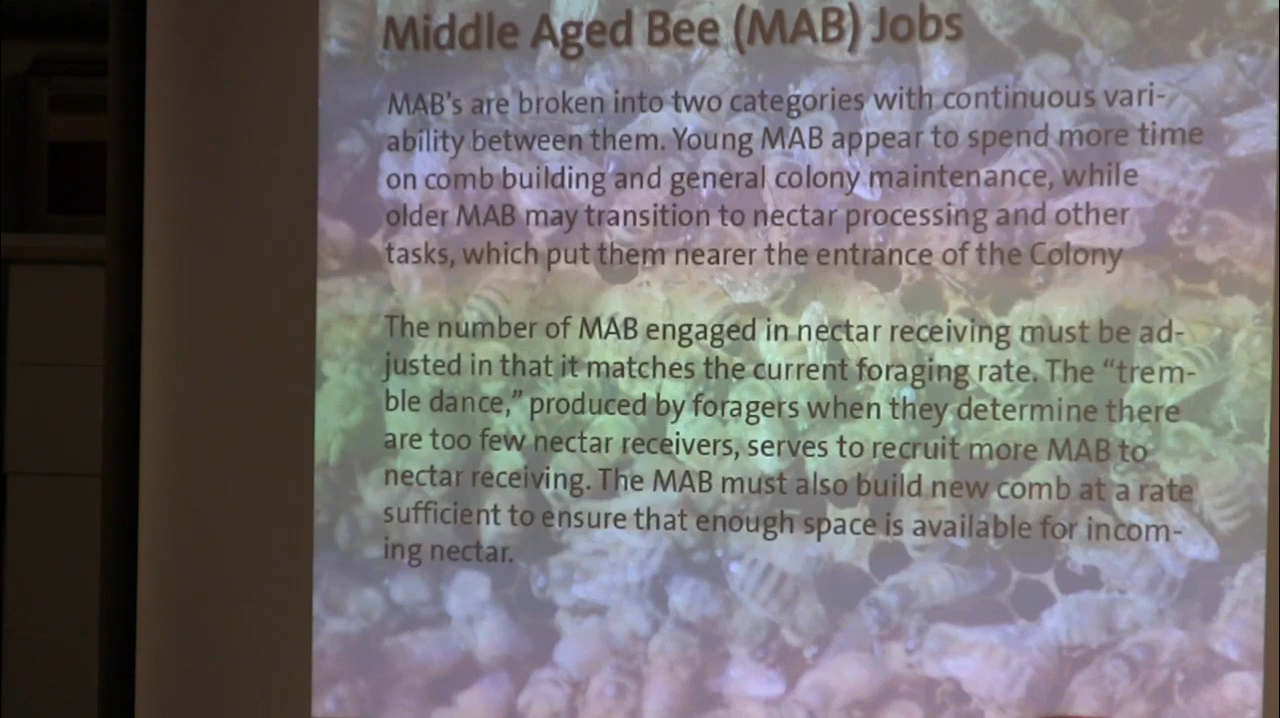 Middle Aged Bee (MAB) Jobs
MAB's are broken into two categories with continuous vari-
ability between them. Young MAB appear to spend more time
on comb building and general colony maintenance, while
older MAB may transition to nectar processing and other
tasks, which put them nearer the entrance of the Colony
The number of MAB engaged in nectar receiving must be ad-
justed in that it matches the current foraging rate. The “trem-
ble dance,” produced by foragers when they determine there
are too few nectar receivers, serves to recruit more MAB to
nectar receiving. The MAB must also build new comb at a rate
sufficient to ensure that enough space is available for incom-
ing nectar.